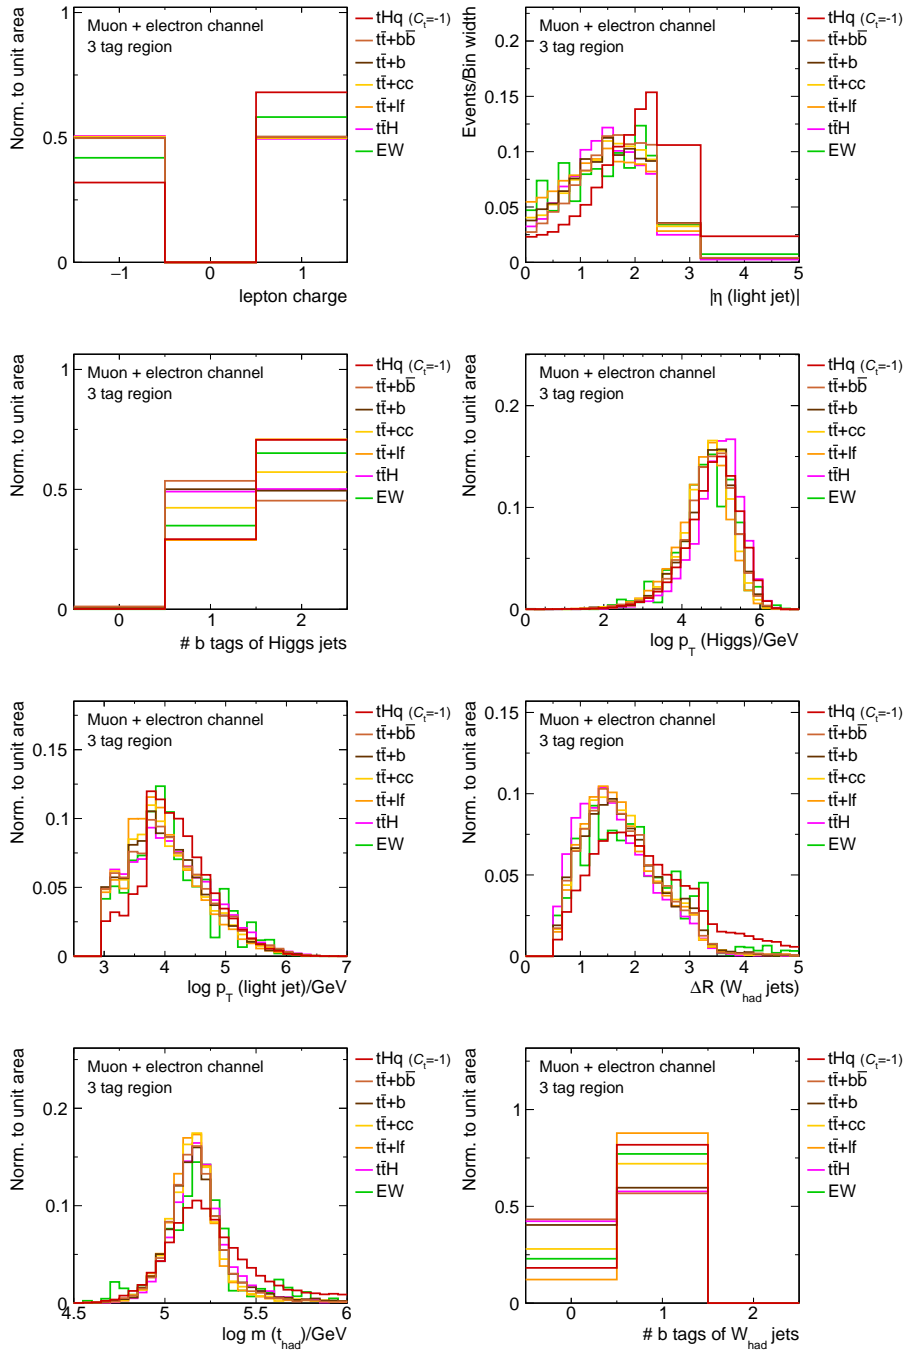 Norm. to unit area
1
0.5
0
Muon + electron channel
3 tag region
−1
0
1
lepton charge
tHq (C_t=-1)
tt̄+bb̄
tt̄+b
tt̄+cc
tt̄+lf
tt̄H
EW
Events/Bin width
0.2
0.15
0.1
0.05
0
Muon + electron channel
3 tag region
0
1
2
3
4
5
|η (light jet)|
tHq (C_t=-1)
tt̄+bb̄
tt̄+b
tt̄+cc
tt̄+lf
tt̄H
EW
Norm. to unit area
1
0.5
0
Muon + electron channel
3 tag region
0
1
2
# b tags of Higgs jets
tHq (C_t=-1)
tt̄+bb̄
tt̄+b
tt̄+cc
tt̄+lf
tt̄H
EW
Norm. to unit area
0.2
0.1
0
Muon + electron channel
3 tag region
0
2
4
6
log p_T (Higgs)/GeV
tHq (C_t=-1)
tt̄+bb̄
tt̄+b
tt̄+cc
tt̄+lf
tt̄H
EW
Norm. to unit area
0.15
0.1
0.05
0
Muon + electron channel
3 tag region
3
4
5
6
7
log p_T (light jet)/GeV
tHq (C_t=-1)
tt̄+bb̄
tt̄+b
tt̄+cc
tt̄+lf
tt̄H
EW
Norm. to unit area
0.15
0.1
0.05
0
Muon + electron channel
3 tag region
0
1
2
3
4
5
ΔR (W_had jets)
tHq (C_t=-1)
tt̄+bb̄
tt̄+b
tt̄+cc
tt̄+lf
tt̄H
EW
Norm. to unit area
0.2
0.1
0
Muon + electron channel
3 tag region
4.5
5
5.5
6
log m (t_had)/GeV
tHq (C_t=-1)
tt̄+bb̄
tt̄+b
tt̄+cc
tt̄+lf
tt̄H
EW
Norm. to unit area
1
0.5
0
Muon + electron channel
3 tag region
0
1
2
# b tags of W_had jets
tHq (C_t=-1)
tt̄+bb̄
tt̄+b
tt̄+cc
tt̄+lf
tt̄H
EW